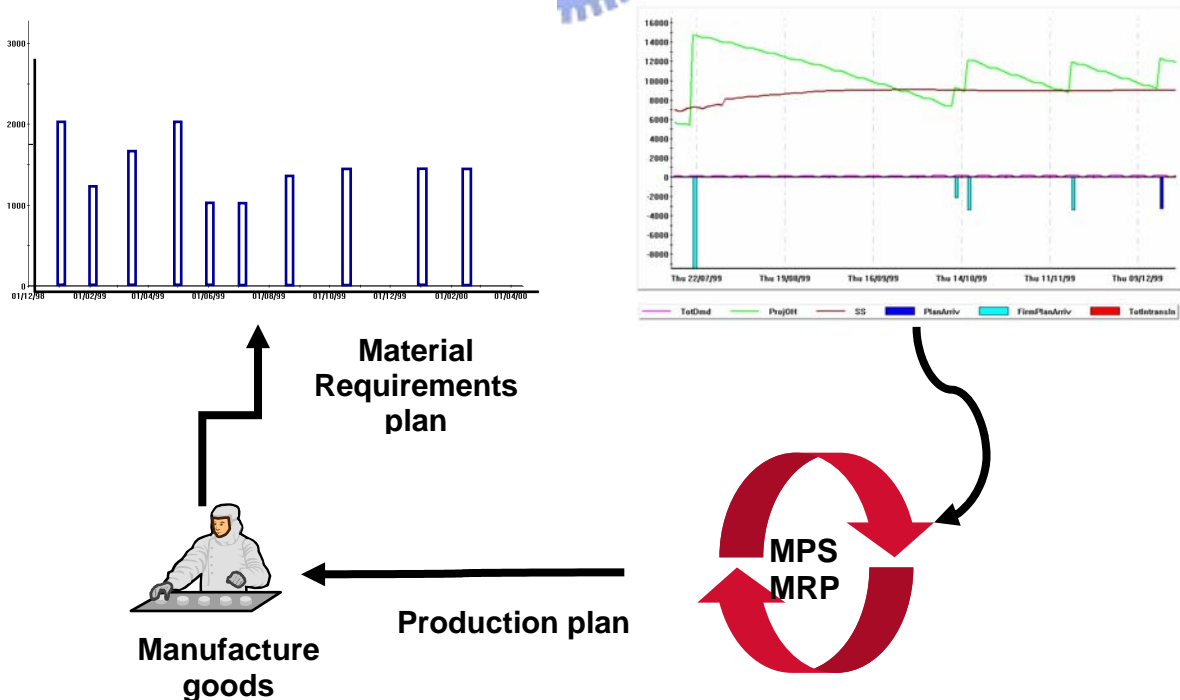 3000
2000
1000
0
01/12/98 01/02/99 01/04/99 01/06/99 01/08/99 01/10/99 01/12/99 01/02/00 01/04/00
16000
14000
12000
10000
8000
6000
4000
2000
0
-2000
-4000
-6000
-8000
Thu 22/07/99 Thu 19/08/99 Thu 16/09/99 Thu 14/10/99 Thu 11/11/99 Thu 09/12/99
TotDmd ProjOH SS PlanArriv FirmPlanArriv TotIntransIn
Material
Requirements
plan
MPS
MRP
Production plan
Manufacture
goods